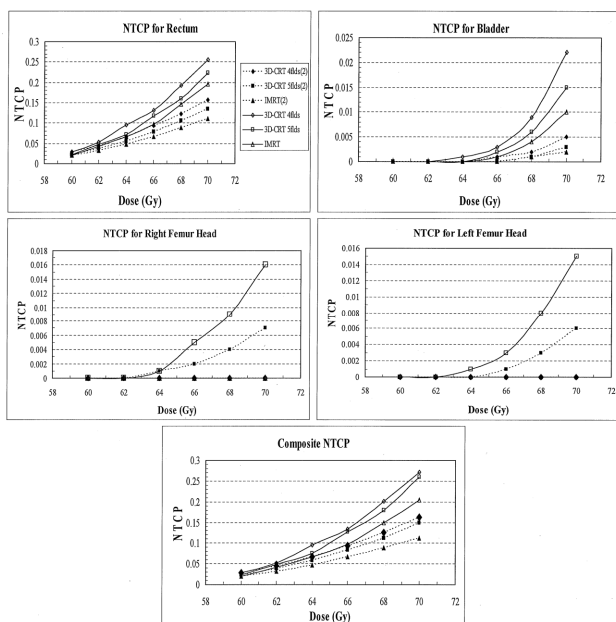 NTCP for Rectum
NTCP
0.3
0.25
0.2
0.15
0.1
0.05
0
58 60 62 64 66 68 70 72
Dose (Gy)
3D-CRT 4flds(2)
3D-CRT 5flds(2)
IMRT(2)
3D-CRT 4flds
3D-CRT 5flds
IMRT
NTCP for Bladder
NTCP
0.025
0.02
0.015
0.01
0.005
0
58 60 62 64 66 68 70 72
Dose (Gy)
NTCP for Right Femur Head
NTCP
0.018
0.016
0.014
0.012
0.01
0.008
0.006
0.004
0.002
0
58 60 62 64 66 68 70 72
Dose (Gy)
NTCP for Left Femur Head
NTCP
0.016
0.014
0.012
0.01
0.008
0.006
0.004
0.002
0
58 60 62 64 66 68 70 72
Dose (Gy)
Composite NTCP
NTCP
0.3
0.25
0.2
0.15
0.1
0.05
0
58 60 62 64 66 68 70 72
Dose (Gy)